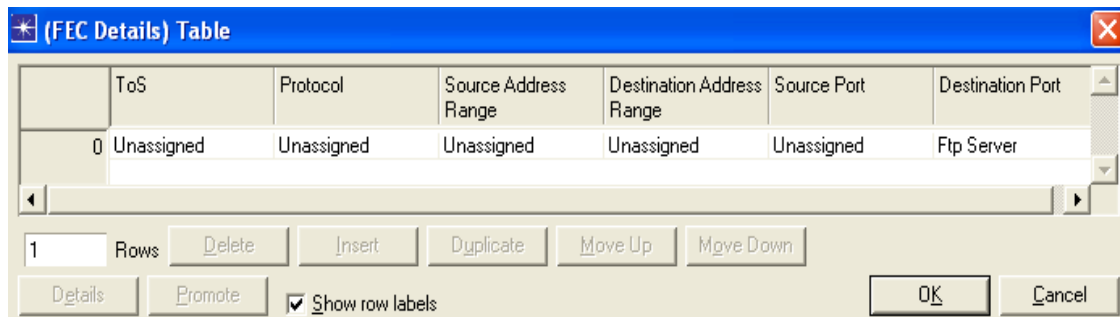 (FEC Details) Table
ToS Protocol Source Address Range Destination Address Range Source Port Destination Port
0 Unassigned Unassigned Unassigned Unassigned Unassigned Ftp Server
1 Rows Delete Insert Duplicate Move Up Move Down
Details Promote Show row labels OK Cancel